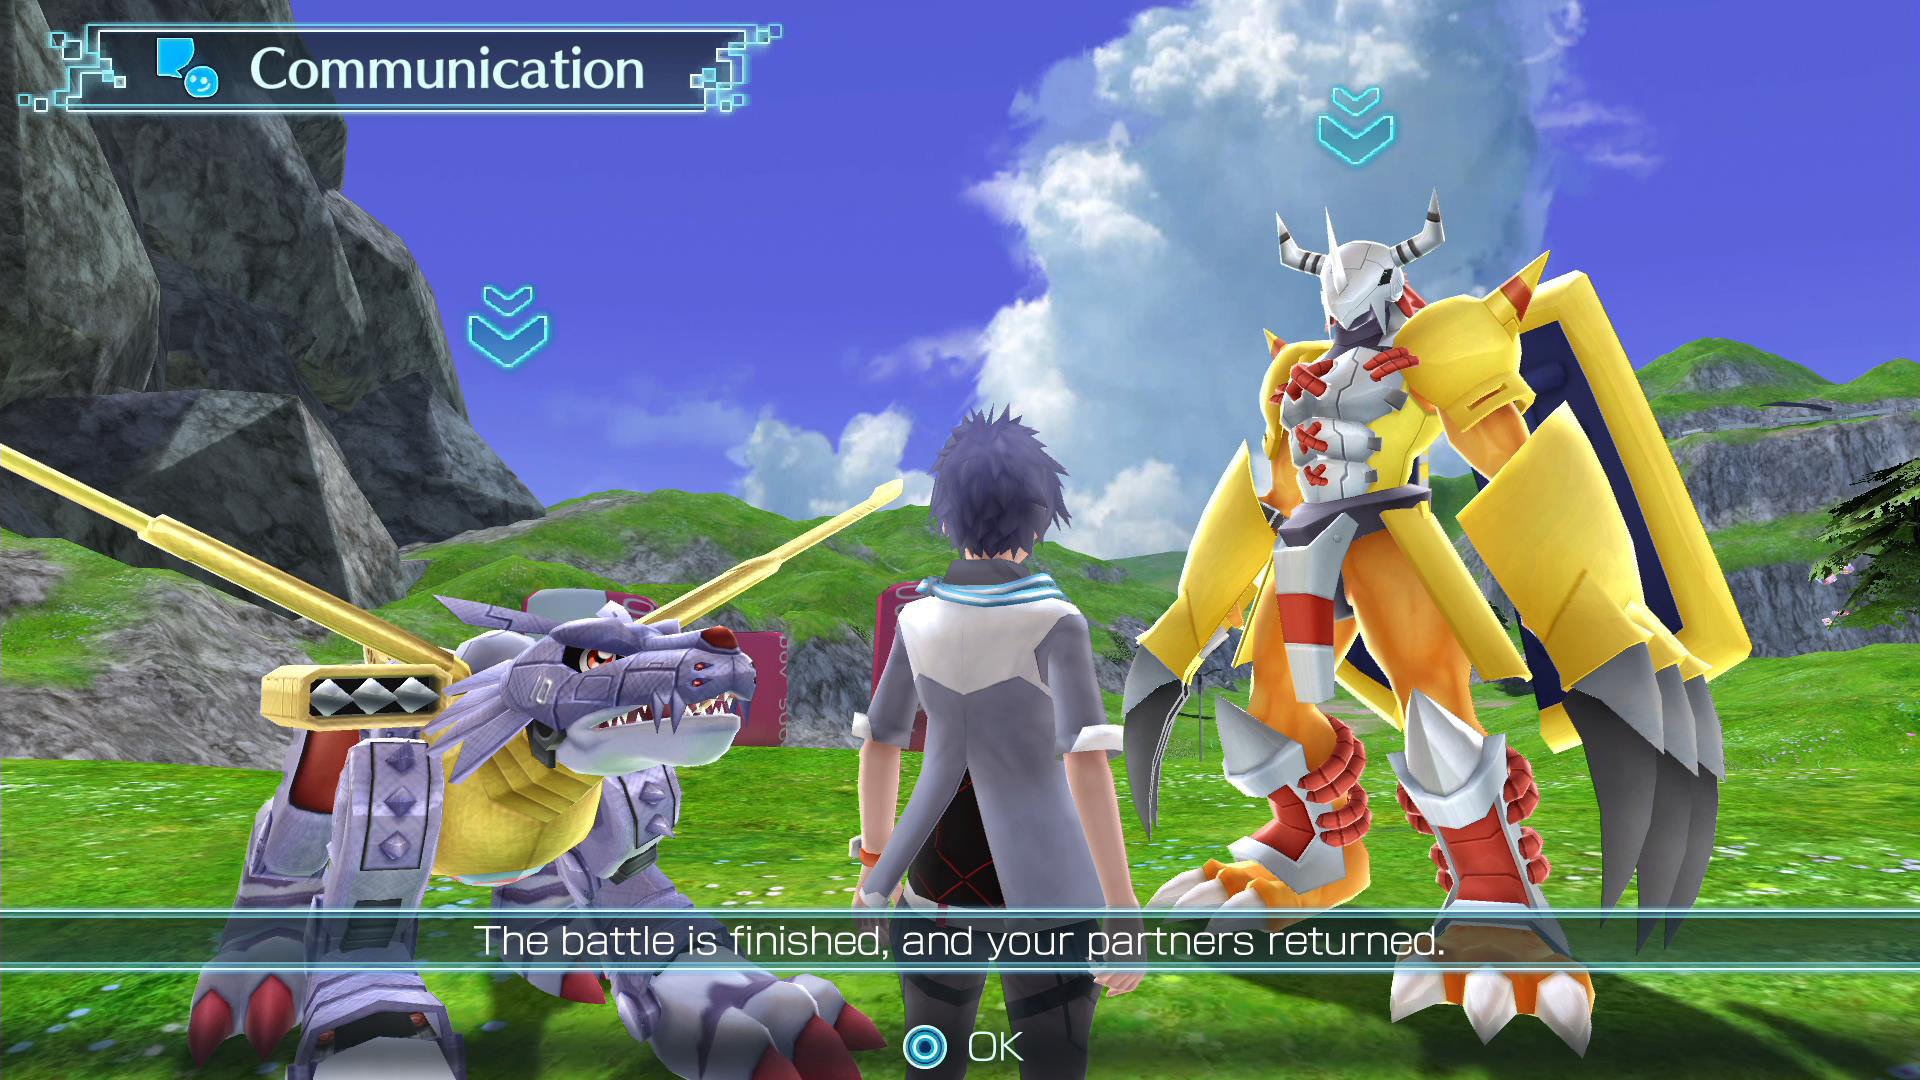 Communication
The battle is finished, and your partners returned.
OK